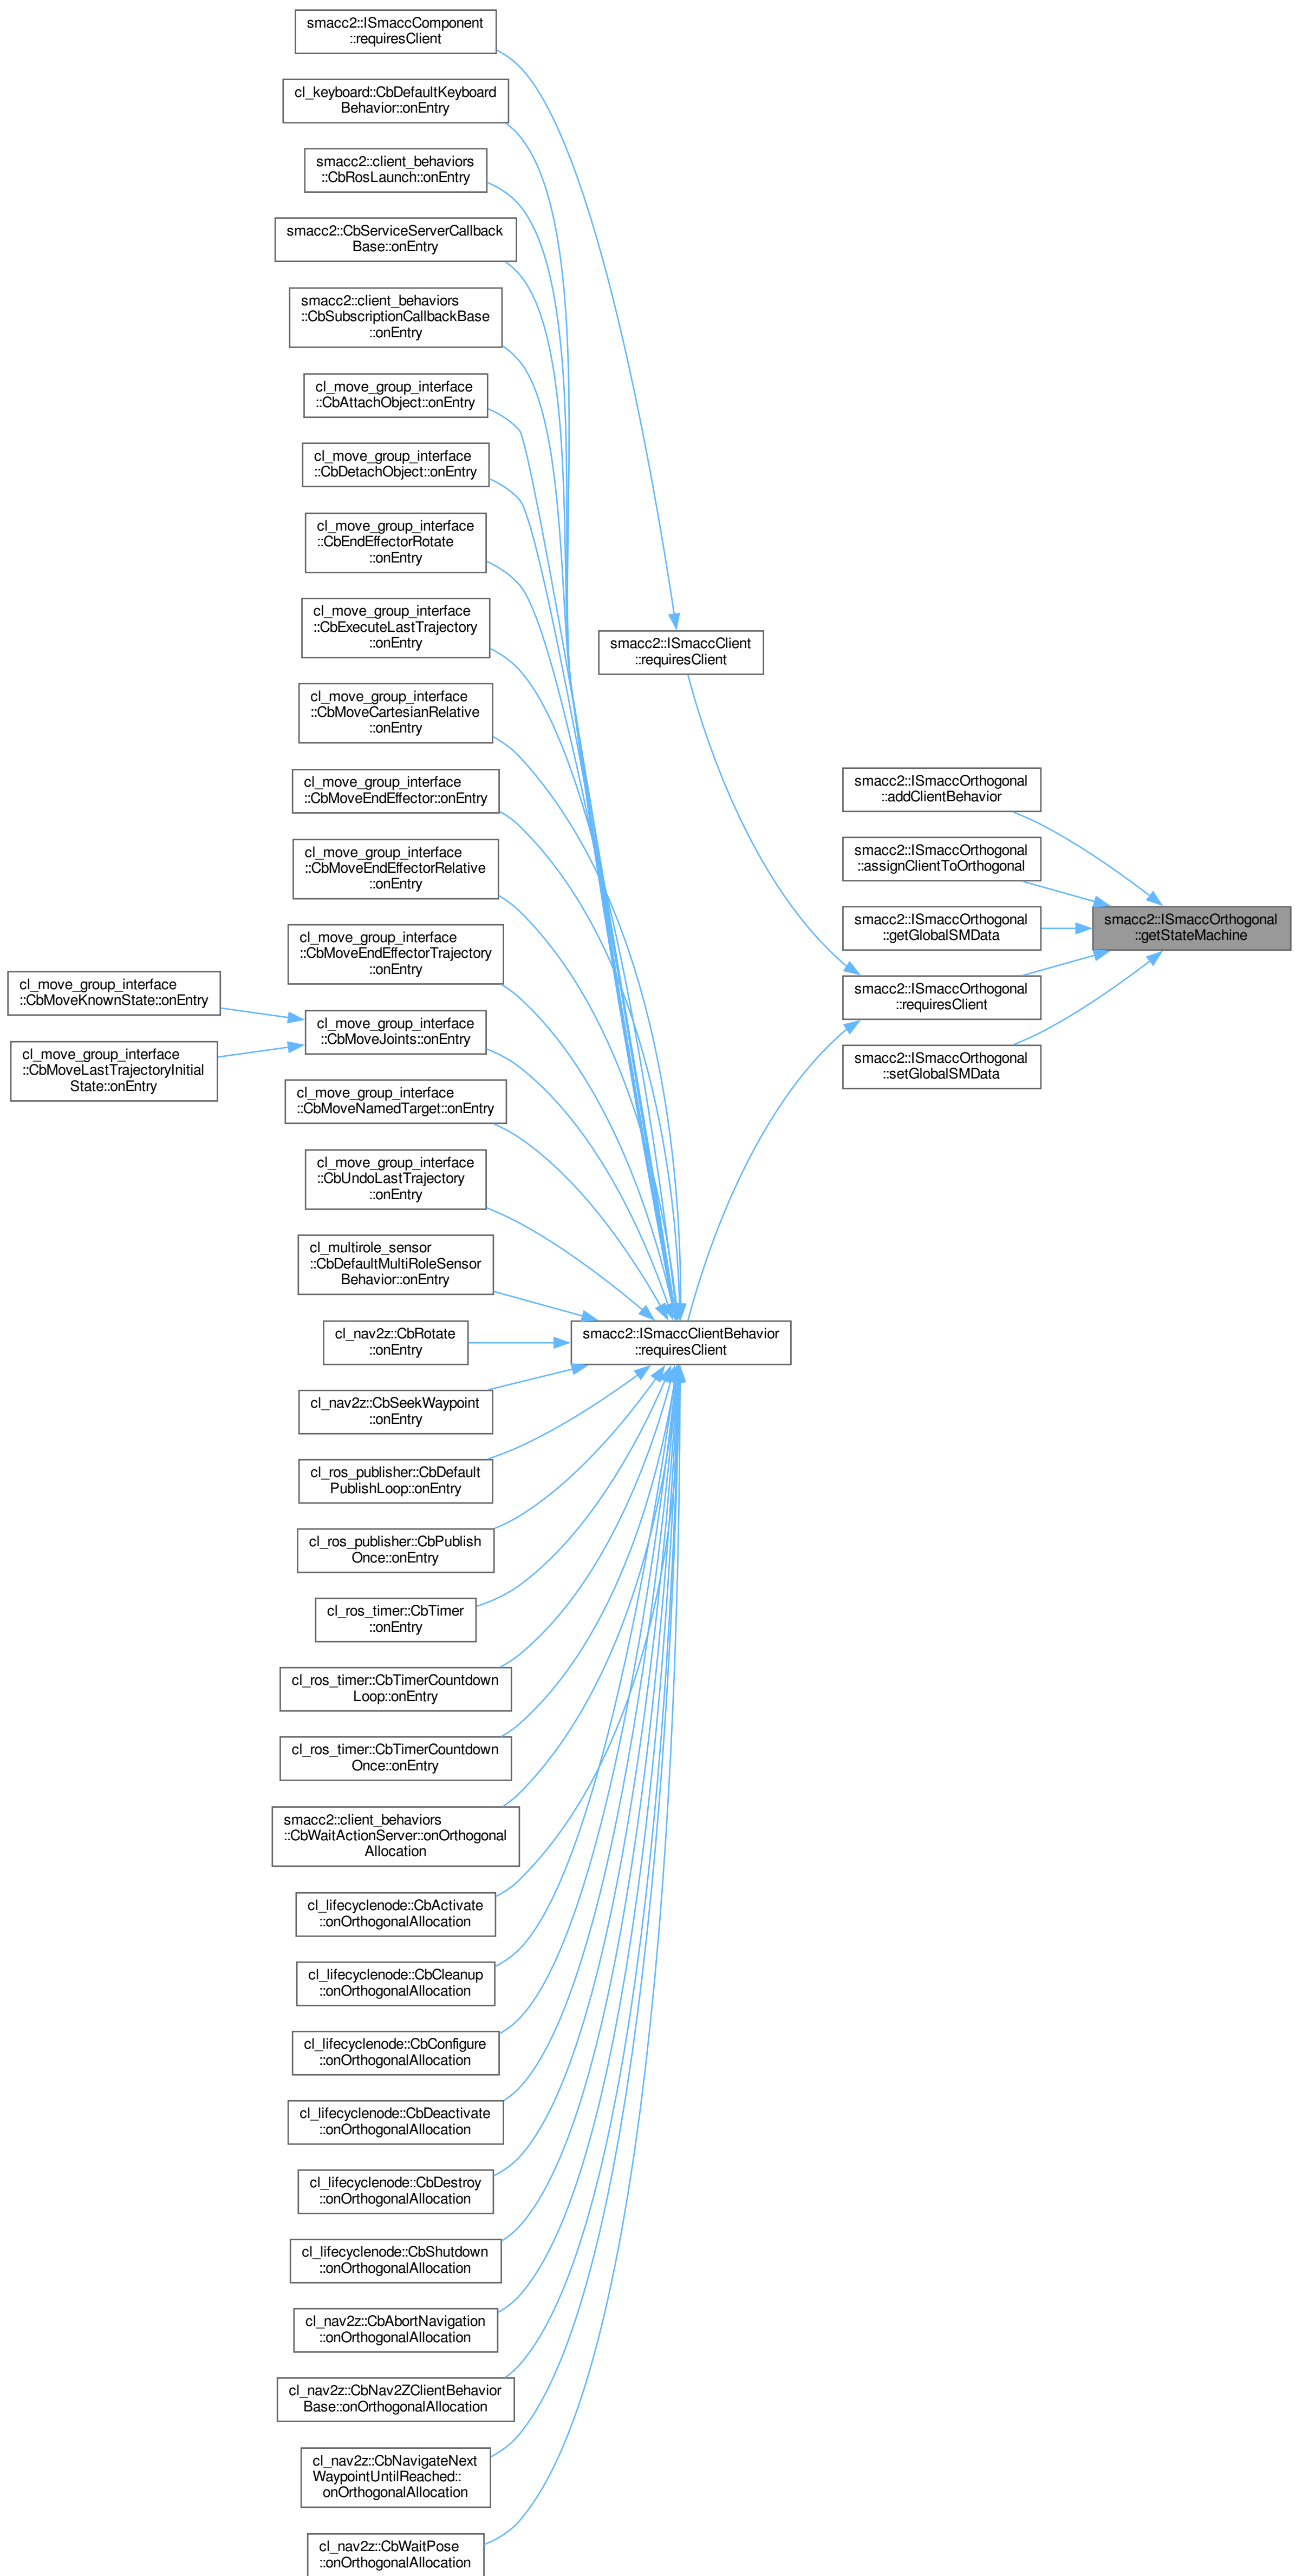 smacc2::ISmaccComponent
::requiresClient
cl_keyboard::CbDefaultKeyboard
Behavior::onEntry
smacc2::client_behaviors
::CbRosLaunch::onEntry
smacc2::CbServiceServerCallback
Base::onEntry
smacc2::client_behaviors
::CbSubscriptionCallbackBase
::onEntry
cl_move_group_interface
::CbAttachObject::onEntry
cl_move_group_interface
::CbDetachObject::onEntry
cl_move_group_interface
::CbEndEffectorRotate
::onEntry
cl_move_group_interface
::CbExecuteLastTrajectory
::onEntry
cl_move_group_interface
::CbMoveCartesianRelative
::onEntry
cl_move_group_interface
::CbMoveEndEffector::onEntry
cl_move_group_interface
::CbMoveEndEffectorRelative
::onEntry
cl_move_group_interface
::CbMoveEndEffectorTrajectory
::onEntry
cl_move_group_interface
::CbMoveJoints::onEntry
cl_move_group_interface
::CbMoveKnownState::onEntry
cl_move_group_interface
::CbMoveLastTrajectoryInitial
State::onEntry
cl_move_group_interface
::CbMoveNamedTarget::onEntry
cl_move_group_interface
::CbUndoLastTrajectory
::onEntry
cl_multirole_sensor
::CbDefaultMultiRoleSensor
Behavior::onEntry
cl_nav2z::CbRotate
::onEntry
cl_nav2z::CbSeekWaypoint
::onEntry
cl_ros_publisher::CbDefault
PublishLoop::onEntry
cl_ros_publisher::CbPublish
Once::onEntry
cl_ros_timer::CbTimer
::onEntry
cl_ros_timer::CbTimerCountdown
Loop::onEntry
cl_ros_timer::CbTimerCountdown
Once::onEntry
smacc2::client_behaviors
::CbWaitActionServer::onOrthogonal
Allocation
cl_lifecyclenode::CbActivate
::onOrthogonalAllocation
cl_lifecyclenode::CbCleanup
::onOrthogonalAllocation
cl_lifecyclenode::CbConfigure
::onOrthogonalAllocation
cl_lifecyclenode::CbDeactivate
::onOrthogonalAllocation
cl_lifecyclenode::CbDestroy
::onOrthogonalAllocation
cl_lifecyclenode::CbShutdown
::onOrthogonalAllocation
cl_nav2z::CbAbortNavigation
::onOrthogonalAllocation
cl_nav2z::CbNav2ZClientBehavior
Base::onOrthogonalAllocation
cl_nav2z::CbNavigateNext
WaypointUntilReached::
onOrthogonalAllocation
cl_nav2z::CbWaitPose
::onOrthogonalAllocation
smacc2::ISmaccClient
::requiresClient
smacc2::ISmaccClientBehavior
::requiresClient
smacc2::ISmaccOrthogonal
::addClientBehavior
smacc2::ISmaccOrthogonal
::assignClientToOrthogonal
smacc2::ISmaccOrthogonal
::getGlobalSMData
smacc2::ISmaccOrthogonal
::requiresClient
smacc2::ISmaccOrthogonal
::setGlobalSMData
smacc2::ISmaccOrthogonal
::getStateMachine